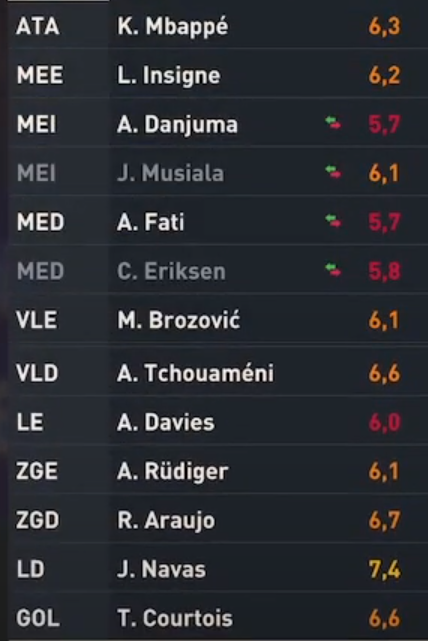 ATA K. Mbappé 6,3
MEE L. Insigne 6,2
MEI A. Danjuma 5,7
MEI J. Musiala 6,1
MED A. Fati 5,7
MED C. Eriksen 5,8
VLE M. Brozović 6,1
VLD A. Tchouaméni 6,6
LE A. Davies 6,0
ZGE A. Rüdiger 6,1
ZGD R. Araujo 6,7
LD J. Navas 7,4
GOL T. Courtois 6,6